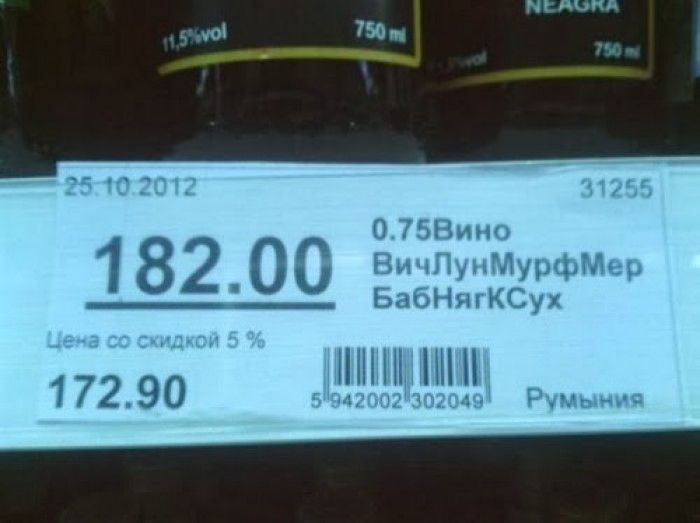 NEAGRA
11,5%vol 750 ml
750 ml
25.10.2012 31255
182.00
0.75Вино
ВичЛунМурфМер
БабНягКСух
Цена со скидкой 5 %
172.90
5 942002 302049
Румыния